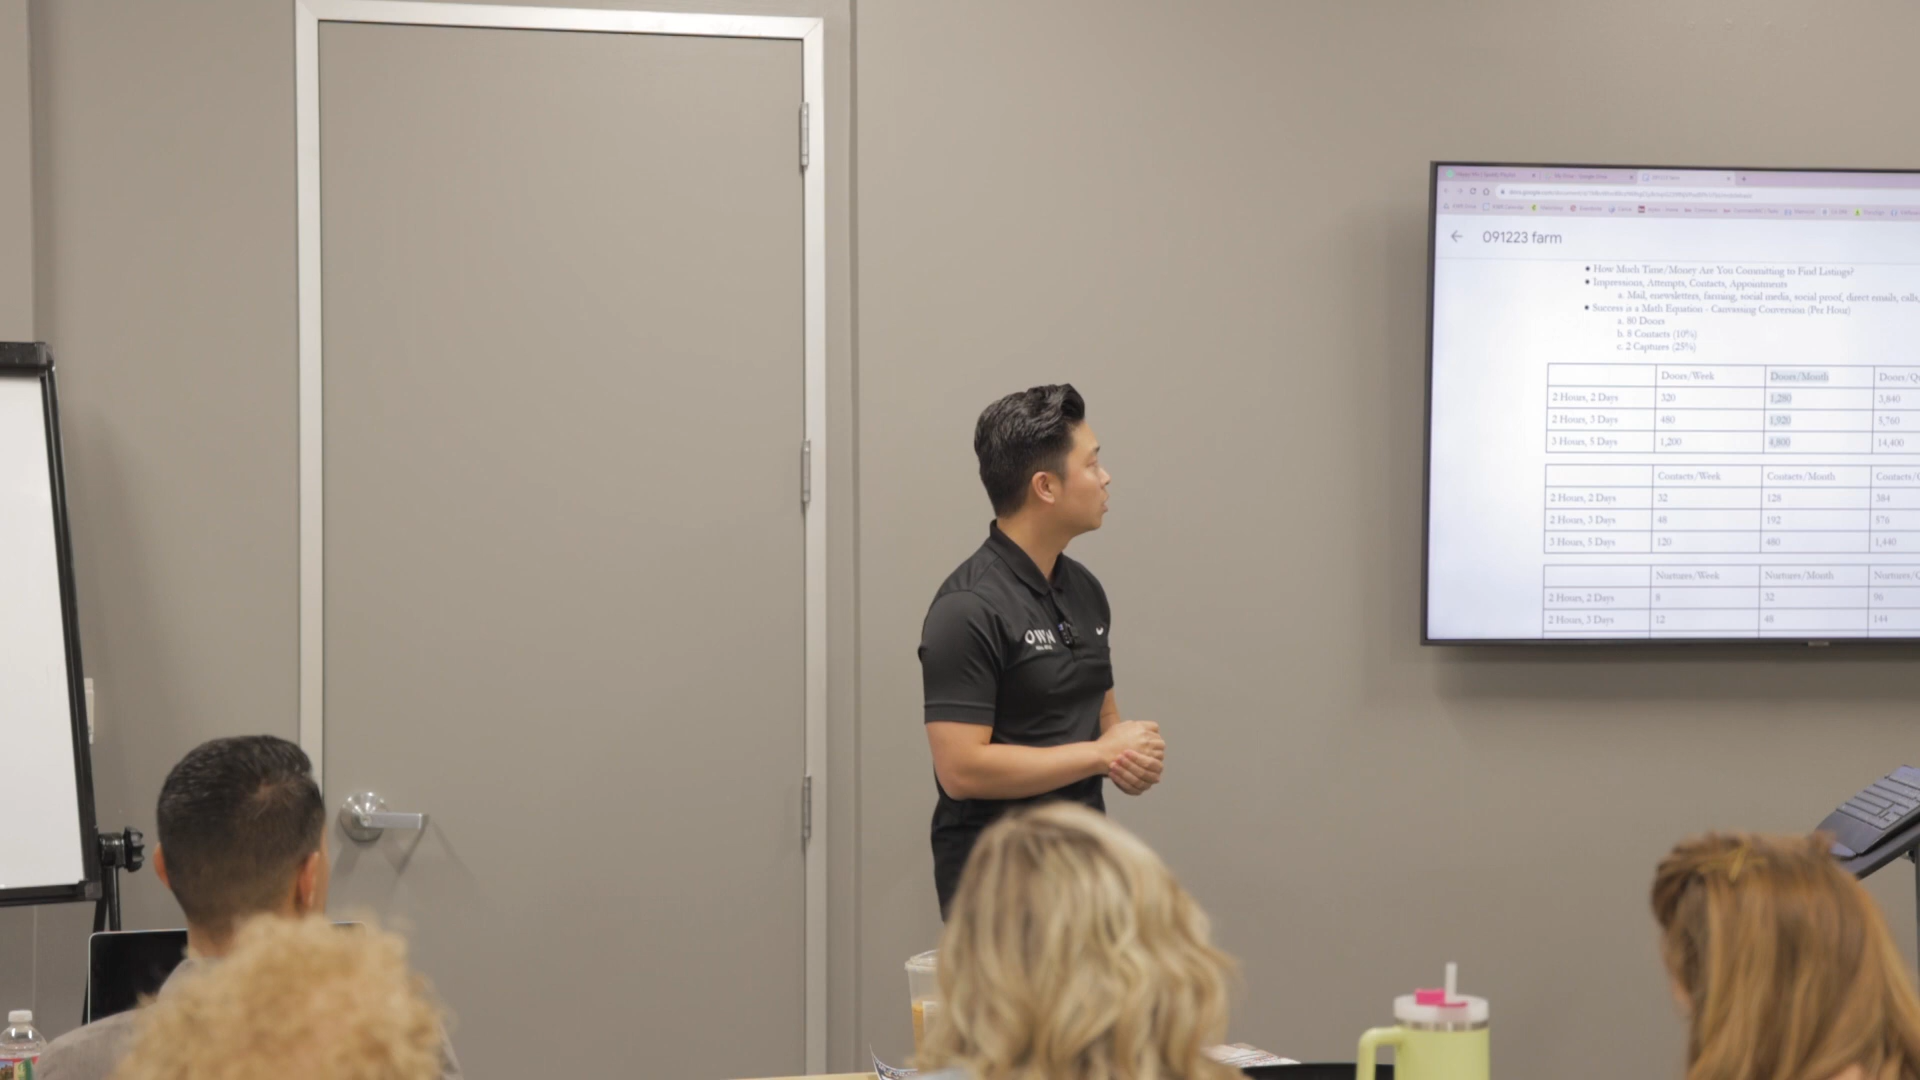 091223 farm
• How Much Time/Money Are You Committing to Find Listings?
• Impressions, Attempts, Contacts, Appointments
a. Mail, enewsletters, farming, social media, social proof, direct emails, calls,
• Success is a Math Equation - Canvassing Conversion (Per Hour)
a. 80 Doors
b. 8 Contacts (10%)
c. 2 Captures (25%)
Doors/Week Doors/Month Doors/Q
2 Hours, 2 Days 320 1,280 3,840
2 Hours, 3 Days 480 1,920 5,760
3 Hours, 5 Days 1,200 4,800 14,400
Contacts/Week Contacts/Month Contacts/
2 Hours, 2 Days 32 128 384
2 Hours, 3 Days 48 192 576
3 Hours, 5 Days 120 480 1,440
Nurtures/Week Nurtures/Month Nurtures/Q
2 Hours, 2 Days 8 32 96
2 Hours, 3 Days 12 48 144
OWN